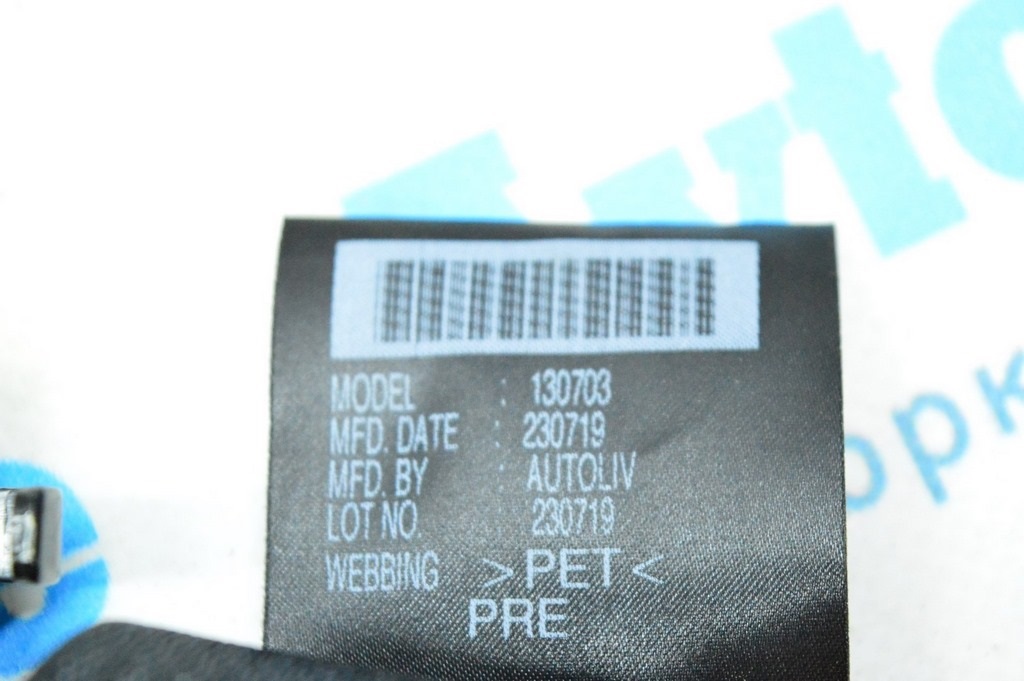 MODEL : 130703
MFD. DATE : 230719
MFD. BY : AUTOLIV
LOT NO. 230719
WEBBING >PET<
PRE